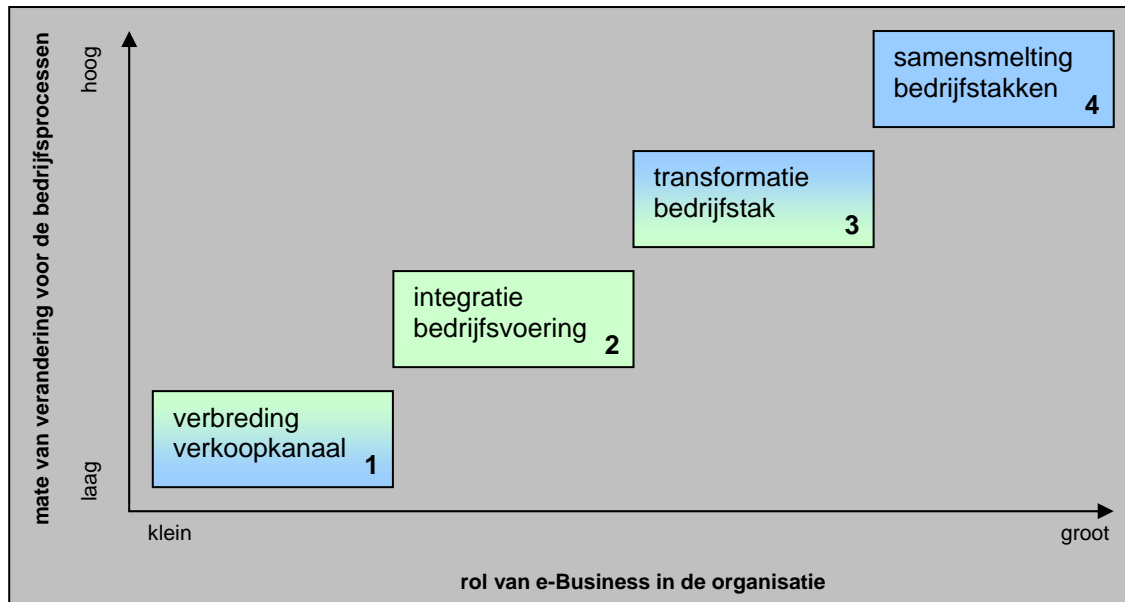 mate van verandering voor de bedrijfsprocessen
hoog
laag
samensmelting
bedrijfstakken
4
transformatie
bedrijfstak
3
integratie
bedrijfsvoering
2
verbreding
verkoopkanaal
1
klein
groot
rol van e-Business in de organisatie